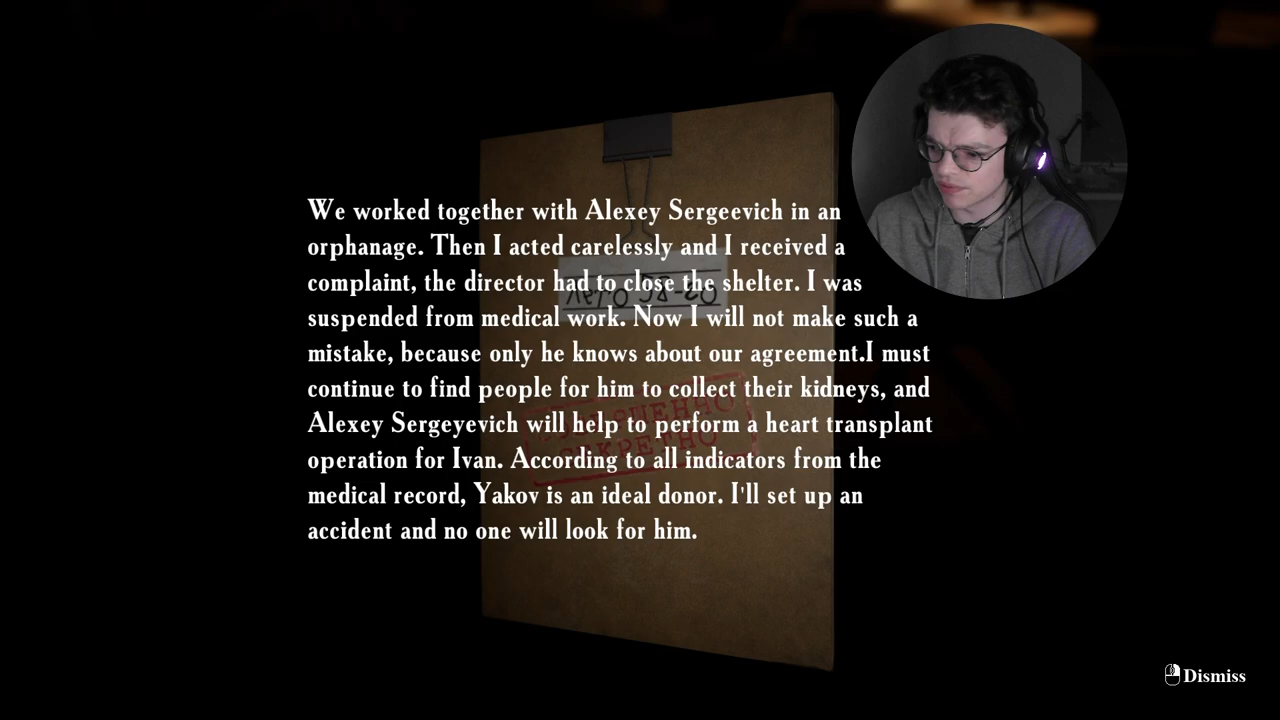 We worked together with Alexey Sergeevich in an
orphanage. Then I acted carelessly and I received a
complaint, the director had to close the shelter. I was
suspended from medical work. Now I will not make such a
mistake, because only he knows about our agreement.I must
continue to find people for him to collect their kidneys, and
Alexey Sergeyevich will help to perform a heart transplant
operation for Ivan. According to all indicators from the
medical record, Yakov is an ideal donor. I'll set up an
accident and no one will look for him.
Dismiss